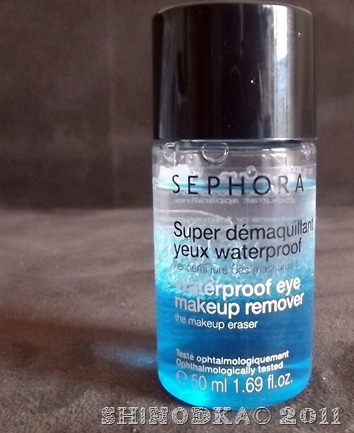 SEPHORA
Super démaquillant
yeux waterproof
Waterproof eye
makeup remover
the makeup eraser
Testé ophtalmologiquement
Ophthalmologically tested
℮ 50 ml 1.69 fl.oz.
SHINODKA© 2011